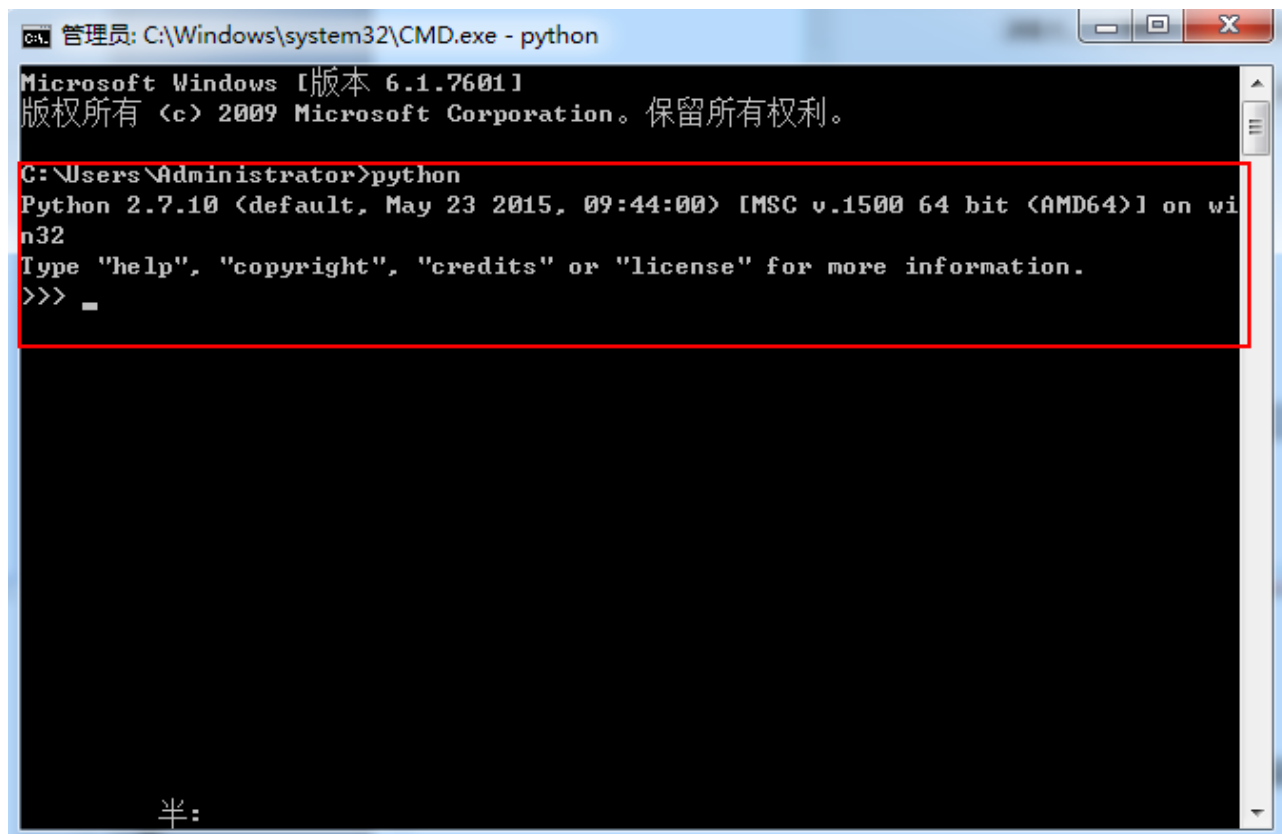 管理员: C:\Windows\system32\CMD.exe - python
Microsoft Windows [版本 6.1.7601]
版权所有 (c) 2009 Microsoft Corporation。保留所有权利。
C:\Users\Administrator>python
Python 2.7.10 (default, May 23 2015, 09:44:00) [MSC v.1500 64 bit (AMD64)] on wi
n32
Type "help", "copyright", "credits" or "license" for more information.
>>> _
半: